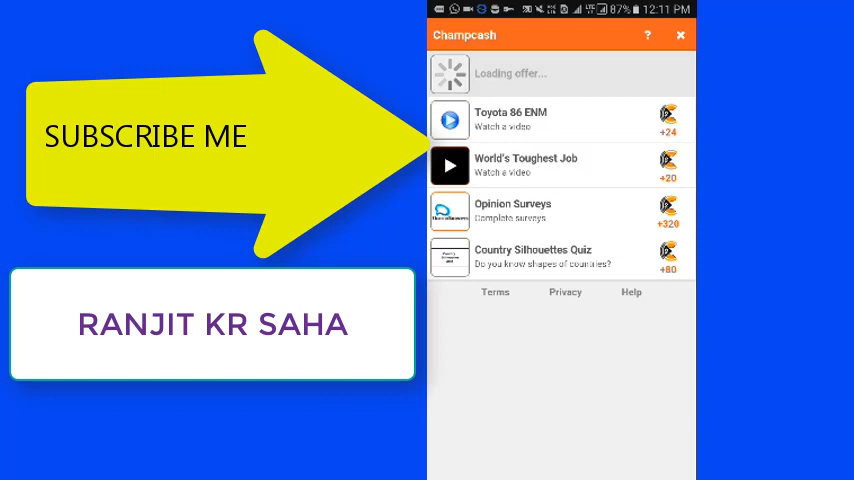 SUBSCRIBE ME
RANJIT KR SAHA
87% 12:11 PM
Champcash ?
Loading offer...
Toyota 86 ENM
Watch a video
+24
World's Toughest Job
Watch a video
+20
Opinion Surveys
Complete surveys
+320
Country Silhouettes Quiz
Do you know shapes of countries?
+80
Terms Privacy Help